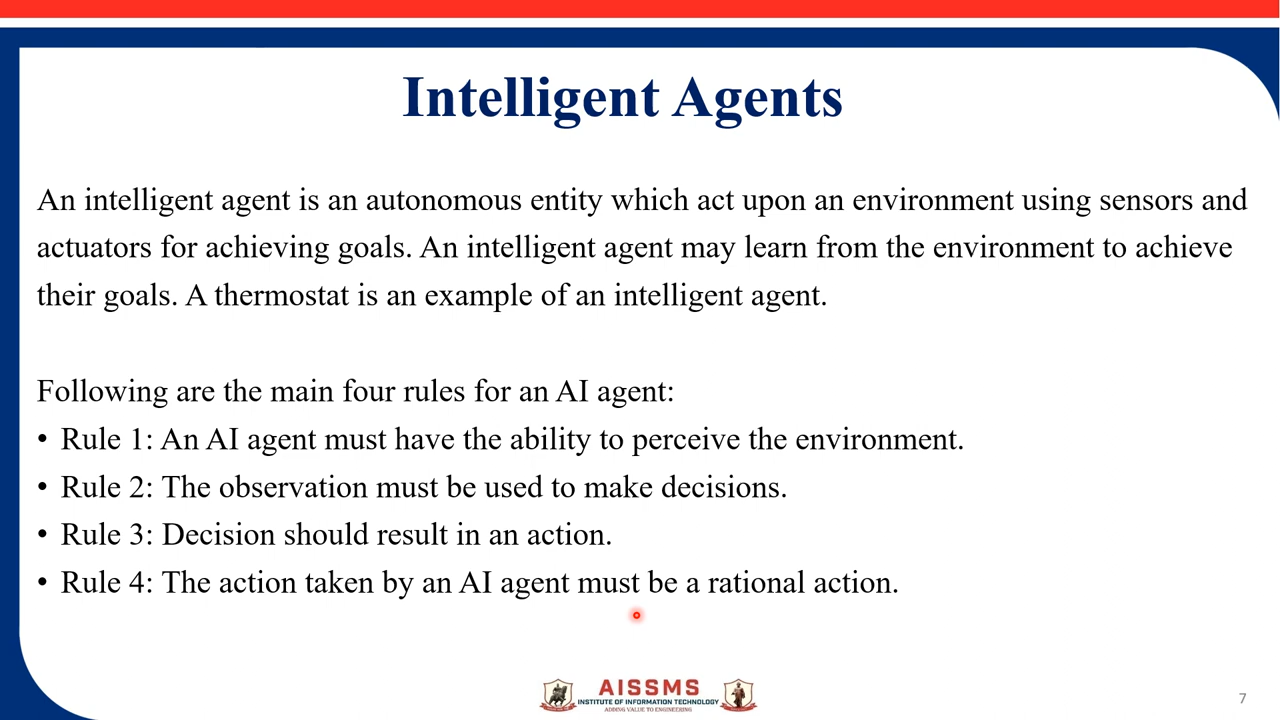 Intelligent Agents
An intelligent agent is an autonomous entity which act upon an environment using sensors and
actuators for achieving goals. An intelligent agent may learn from the environment to achieve
their goals. A thermostat is an example of an intelligent agent.
Following are the main four rules for an AI agent:
• Rule 1: An AI agent must have the ability to perceive the environment.
• Rule 2: The observation must be used to make decisions.
• Rule 3: Decision should result in an action.
• Rule 4: The action taken by an AI agent must be a rational action.
AISSMS
INSTITUTE OF INFORMATION TECHNOLOGY
ADDING VALUE TO ENGINEERING
7